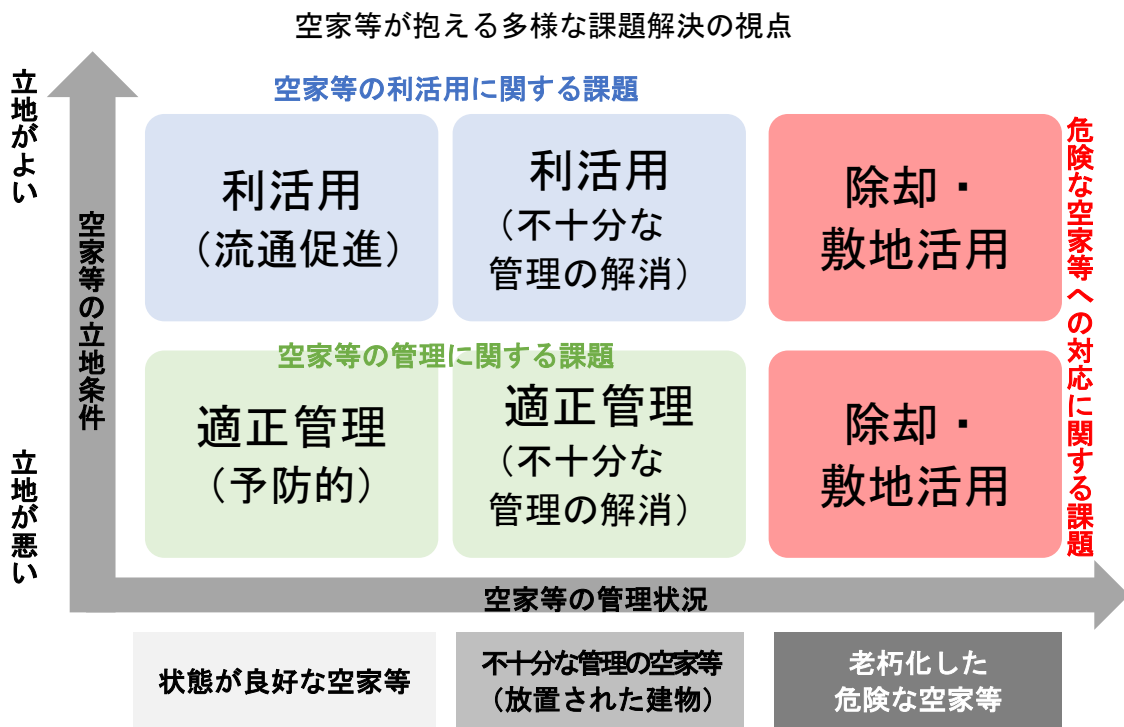 空家等が抱える多様な課題解決の視点
立地がよい
空家等の利活用に関する課題
利活用
（流通促進）
利活用
（不十分な
管理の解消）
除却・
敷地活用
危険な空家等への対応に関する課題
空家等の立地条件
空家等の管理に関する課題
適正管理
（予防的）
適正管理
（不十分な
管理の解消）
除却・
敷地活用
立地が悪い
空家等の管理状況
状態が良好な空家等
不十分な管理の空家等
（放置された建物）
老朽化した
危険な空家等